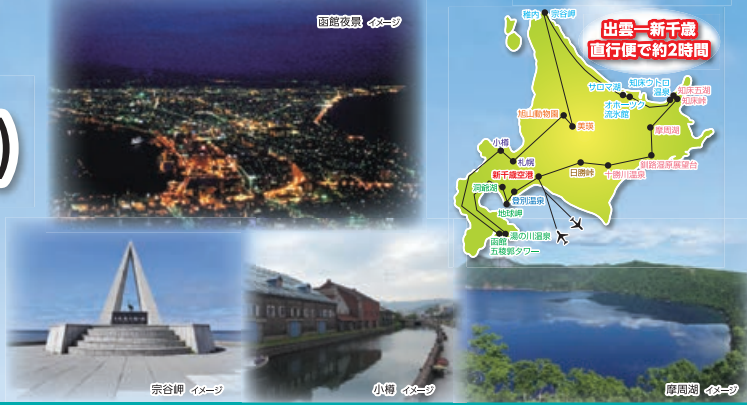 )
函館夜景 イメージ
出雲ー新千歳
直行便で約2時間
稚内
宗谷岬
サロマ湖
知床ウトロ
温泉
オホーツク
流氷館
知床五湖
知床峠
旭山動物園
美瑛
摩周湖
小樽
札幌
釧路湿原展望台
新千歳空港
日勝峠
十勝川温泉
洞爺湖
登別温泉
地球岬
湯の川温泉
函館
五稜郭タワー
宗谷岬 イメージ
小樽 イメージ
摩周湖 イメージ